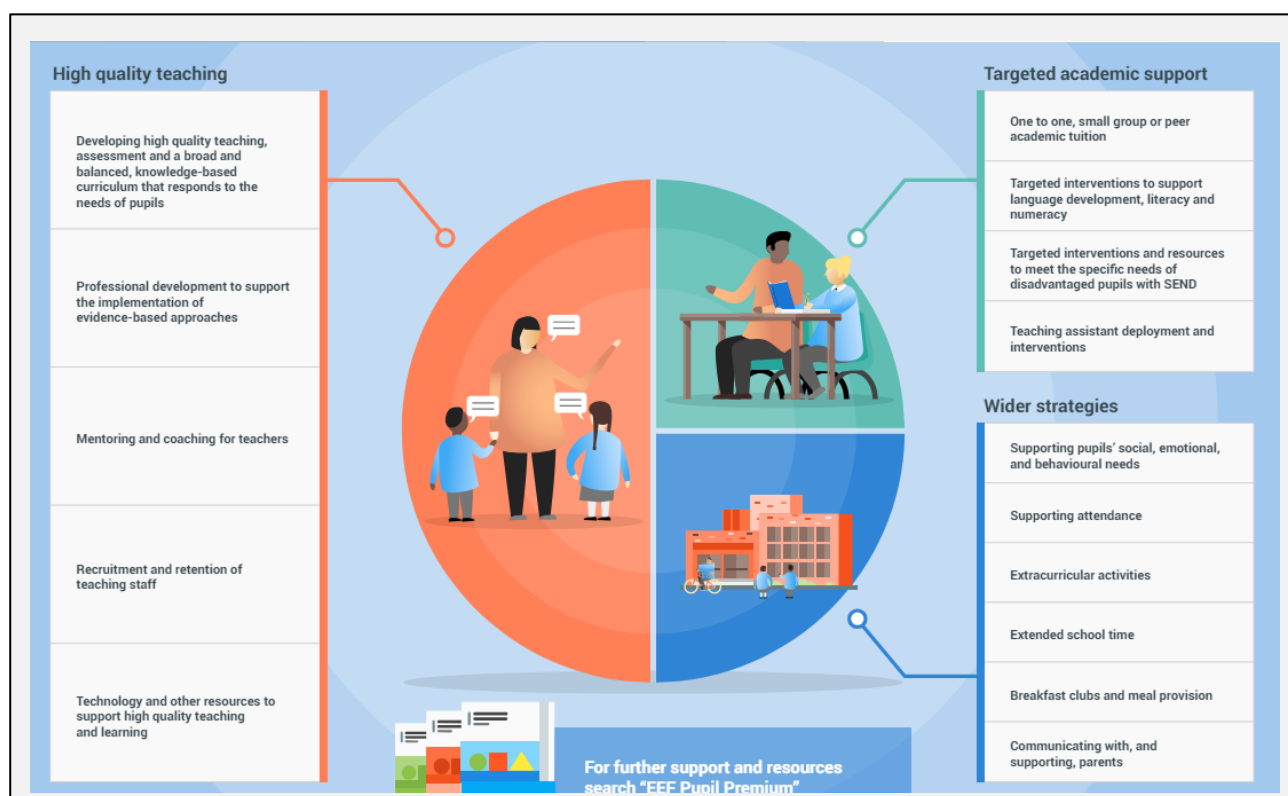 High quality teaching
Developing high quality teaching,
assessment and a broad and
balanced, knowledge-based
curriculum that responds to the
needs of pupils
Professional development to support
the implementation of
evidence-based approaches
Mentoring and coaching for teachers
Recruitment and retention of
teaching staff
Technology and other resources to
support high quality teaching
and learning
Targeted academic support
One to one, small group or peer
academic tuition
Targeted interventions to support
language development, literacy and
numeracy
Targeted interventions and resources
to meet the specific needs of
disadvantaged pupils with SEND
Teaching assistant deployment and
interventions
Wider strategies
Supporting pupils’ social, emotional,
and behavioural needs
Supporting attendance
Extracurricular activities
Extended school time
Breakfast clubs and meal provision
Communicating with, and
supporting, parents
For further support and resources
search “EEF Pupil Premium”